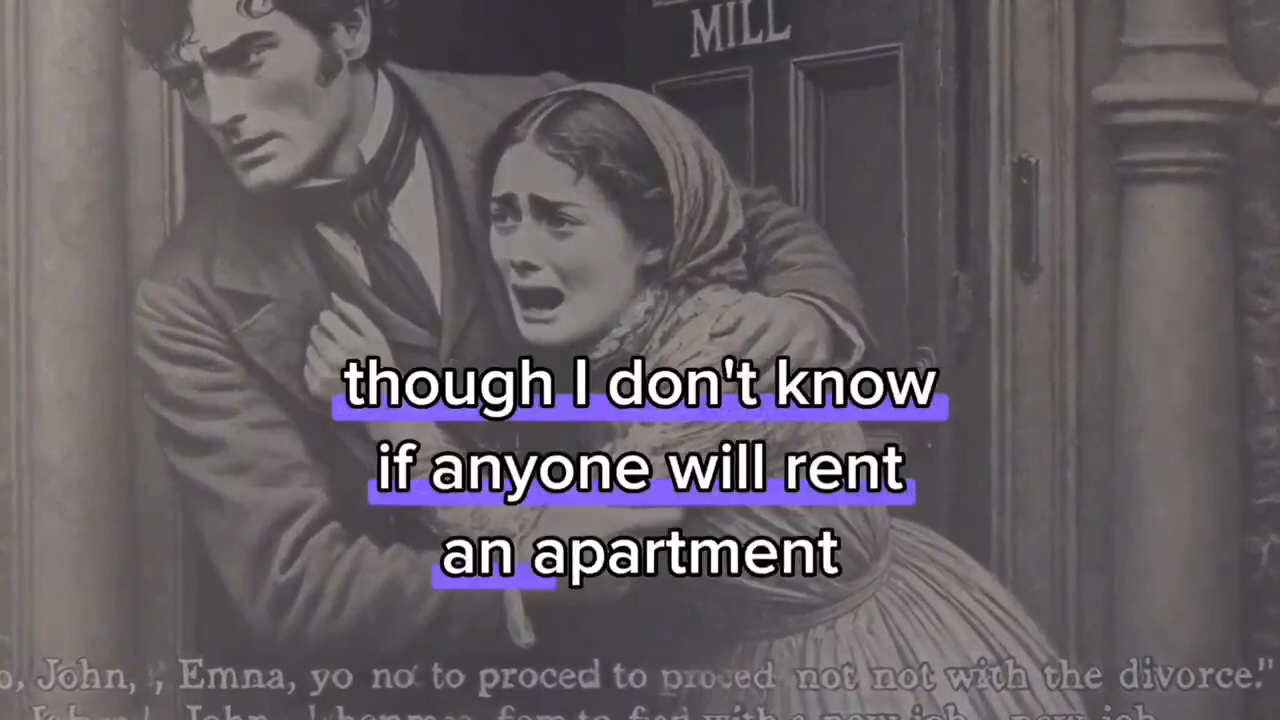 MILL
though I don't know
if anyone will rent
an apartment
John, , Emna, yo not to proced to proced not not with the divorce."